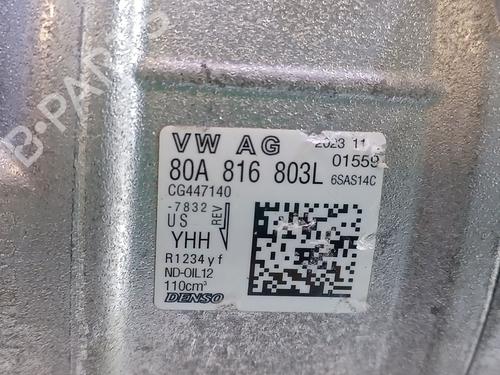 B-PARTS
VW AG 2023 11
01559
80A 816 803L 6SAS14C
CG447140
-7832
US REV
YHH
R1234yf
ND-OIL12
110cm³
DENSO